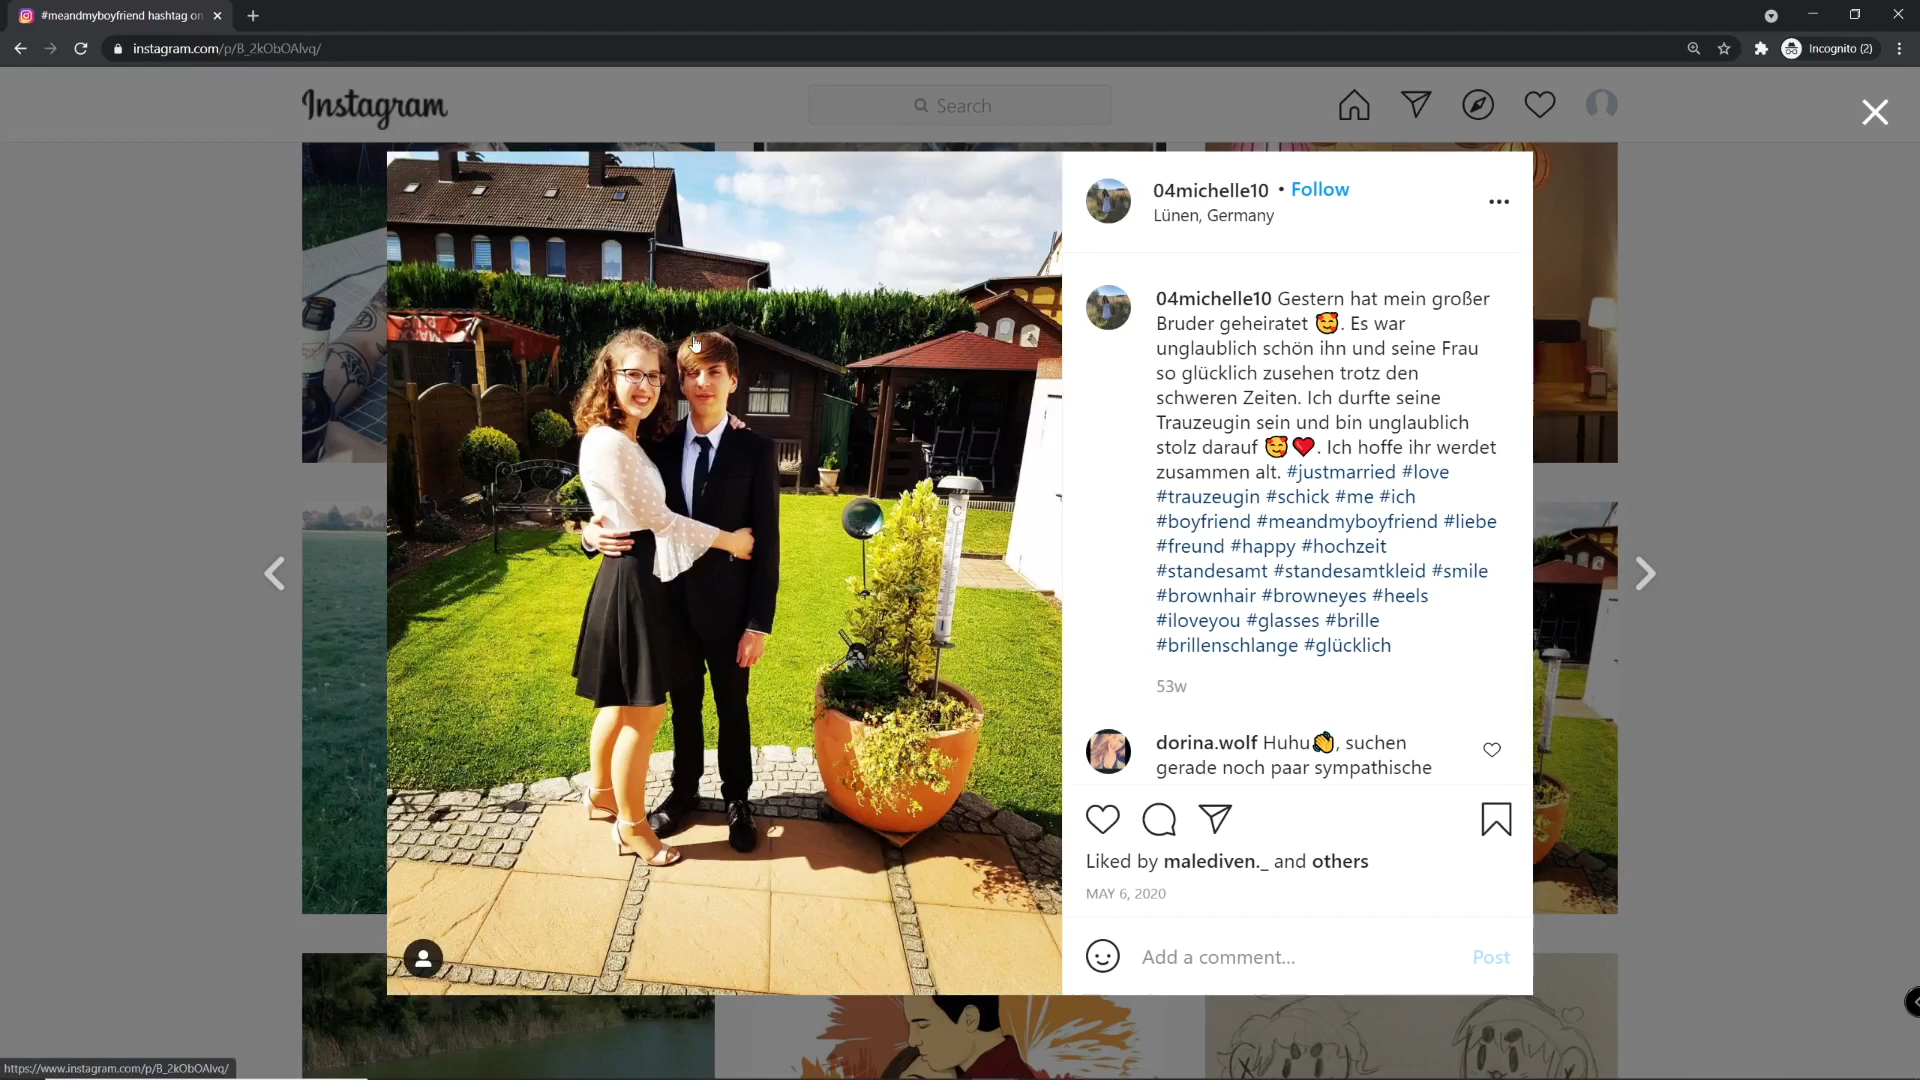 #meandmyboyfriend hashtag on
instagram.com/p/B_2kObOAlvq/
Incognito (2)
Instagram
Search
04michelle10 • Follow
Lünen, Germany
04michelle10 Gestern hat mein großer
Bruder geheiratet 🥰. Es war
unglaublich schön ihn und seine Frau
so glücklich zusehen trotz den
schweren Zeiten. Ich durfte seine
Trauzeugin sein und bin unglaublich
stolz darauf 🥰❤️. Ich hoffe ihr werdet
zusammen alt. #justmarried #love
#trauzeugin #schick #me #ich
#boyfriend #meandmyboyfriend #liebe
#freund #happy #hochzeit
#standesamt #standesamtkleid #smile
#brownhair #browneyes #heels
#iloveyou #glasses #brille
#brillenschlange #glücklich
53w
dorina.wolf Huhu👋, suchen
gerade noch paar sympathische
Liked by malediven._ and others
MAY 6, 2020
Add a comment...
Post
C
https://www.instagram.com/p/B_2kObOAlvq/